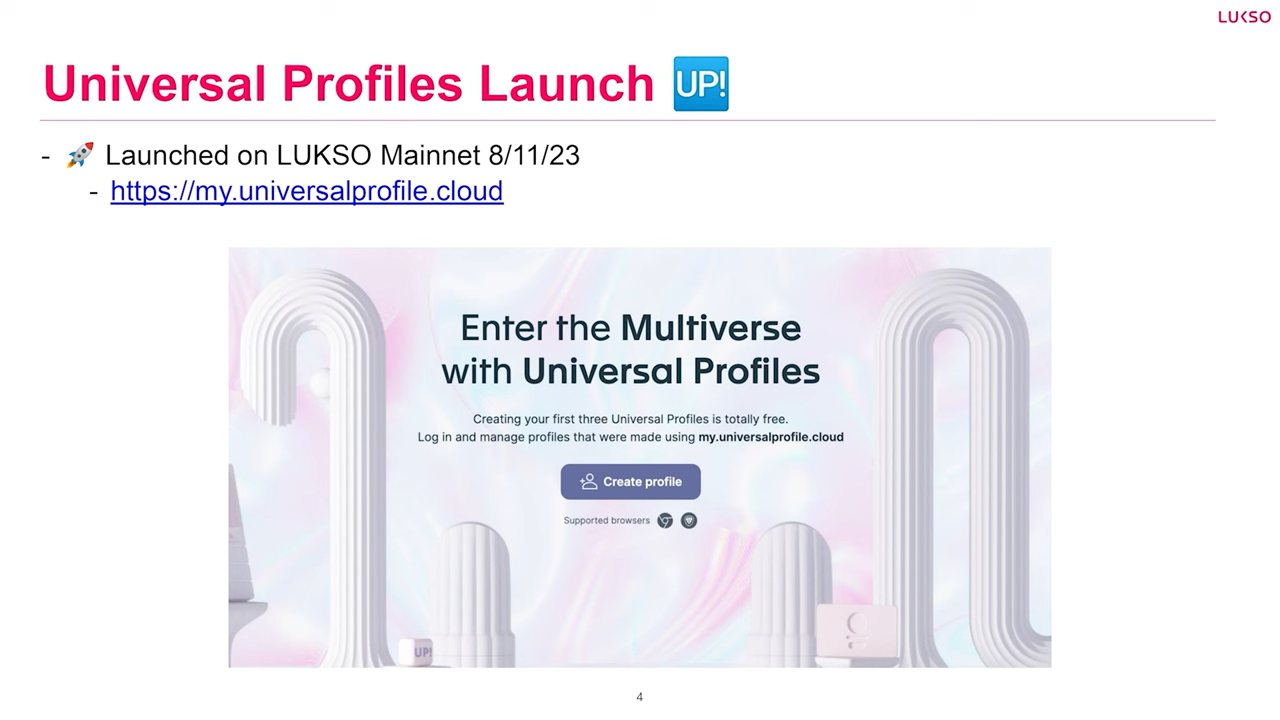 LUKSO
Universal Profiles Launch 🆙
- 🚀 Launched on LUKSO Mainnet 8/11/23
- https://my.universalprofile.cloud
Enter the Multiverse
with Universal Profiles
Creating your first three Universal Profiles is totally free.
Log in and manage profiles that were made using my.universalprofile.cloud
Create profile
Supported browsers
UP!
4